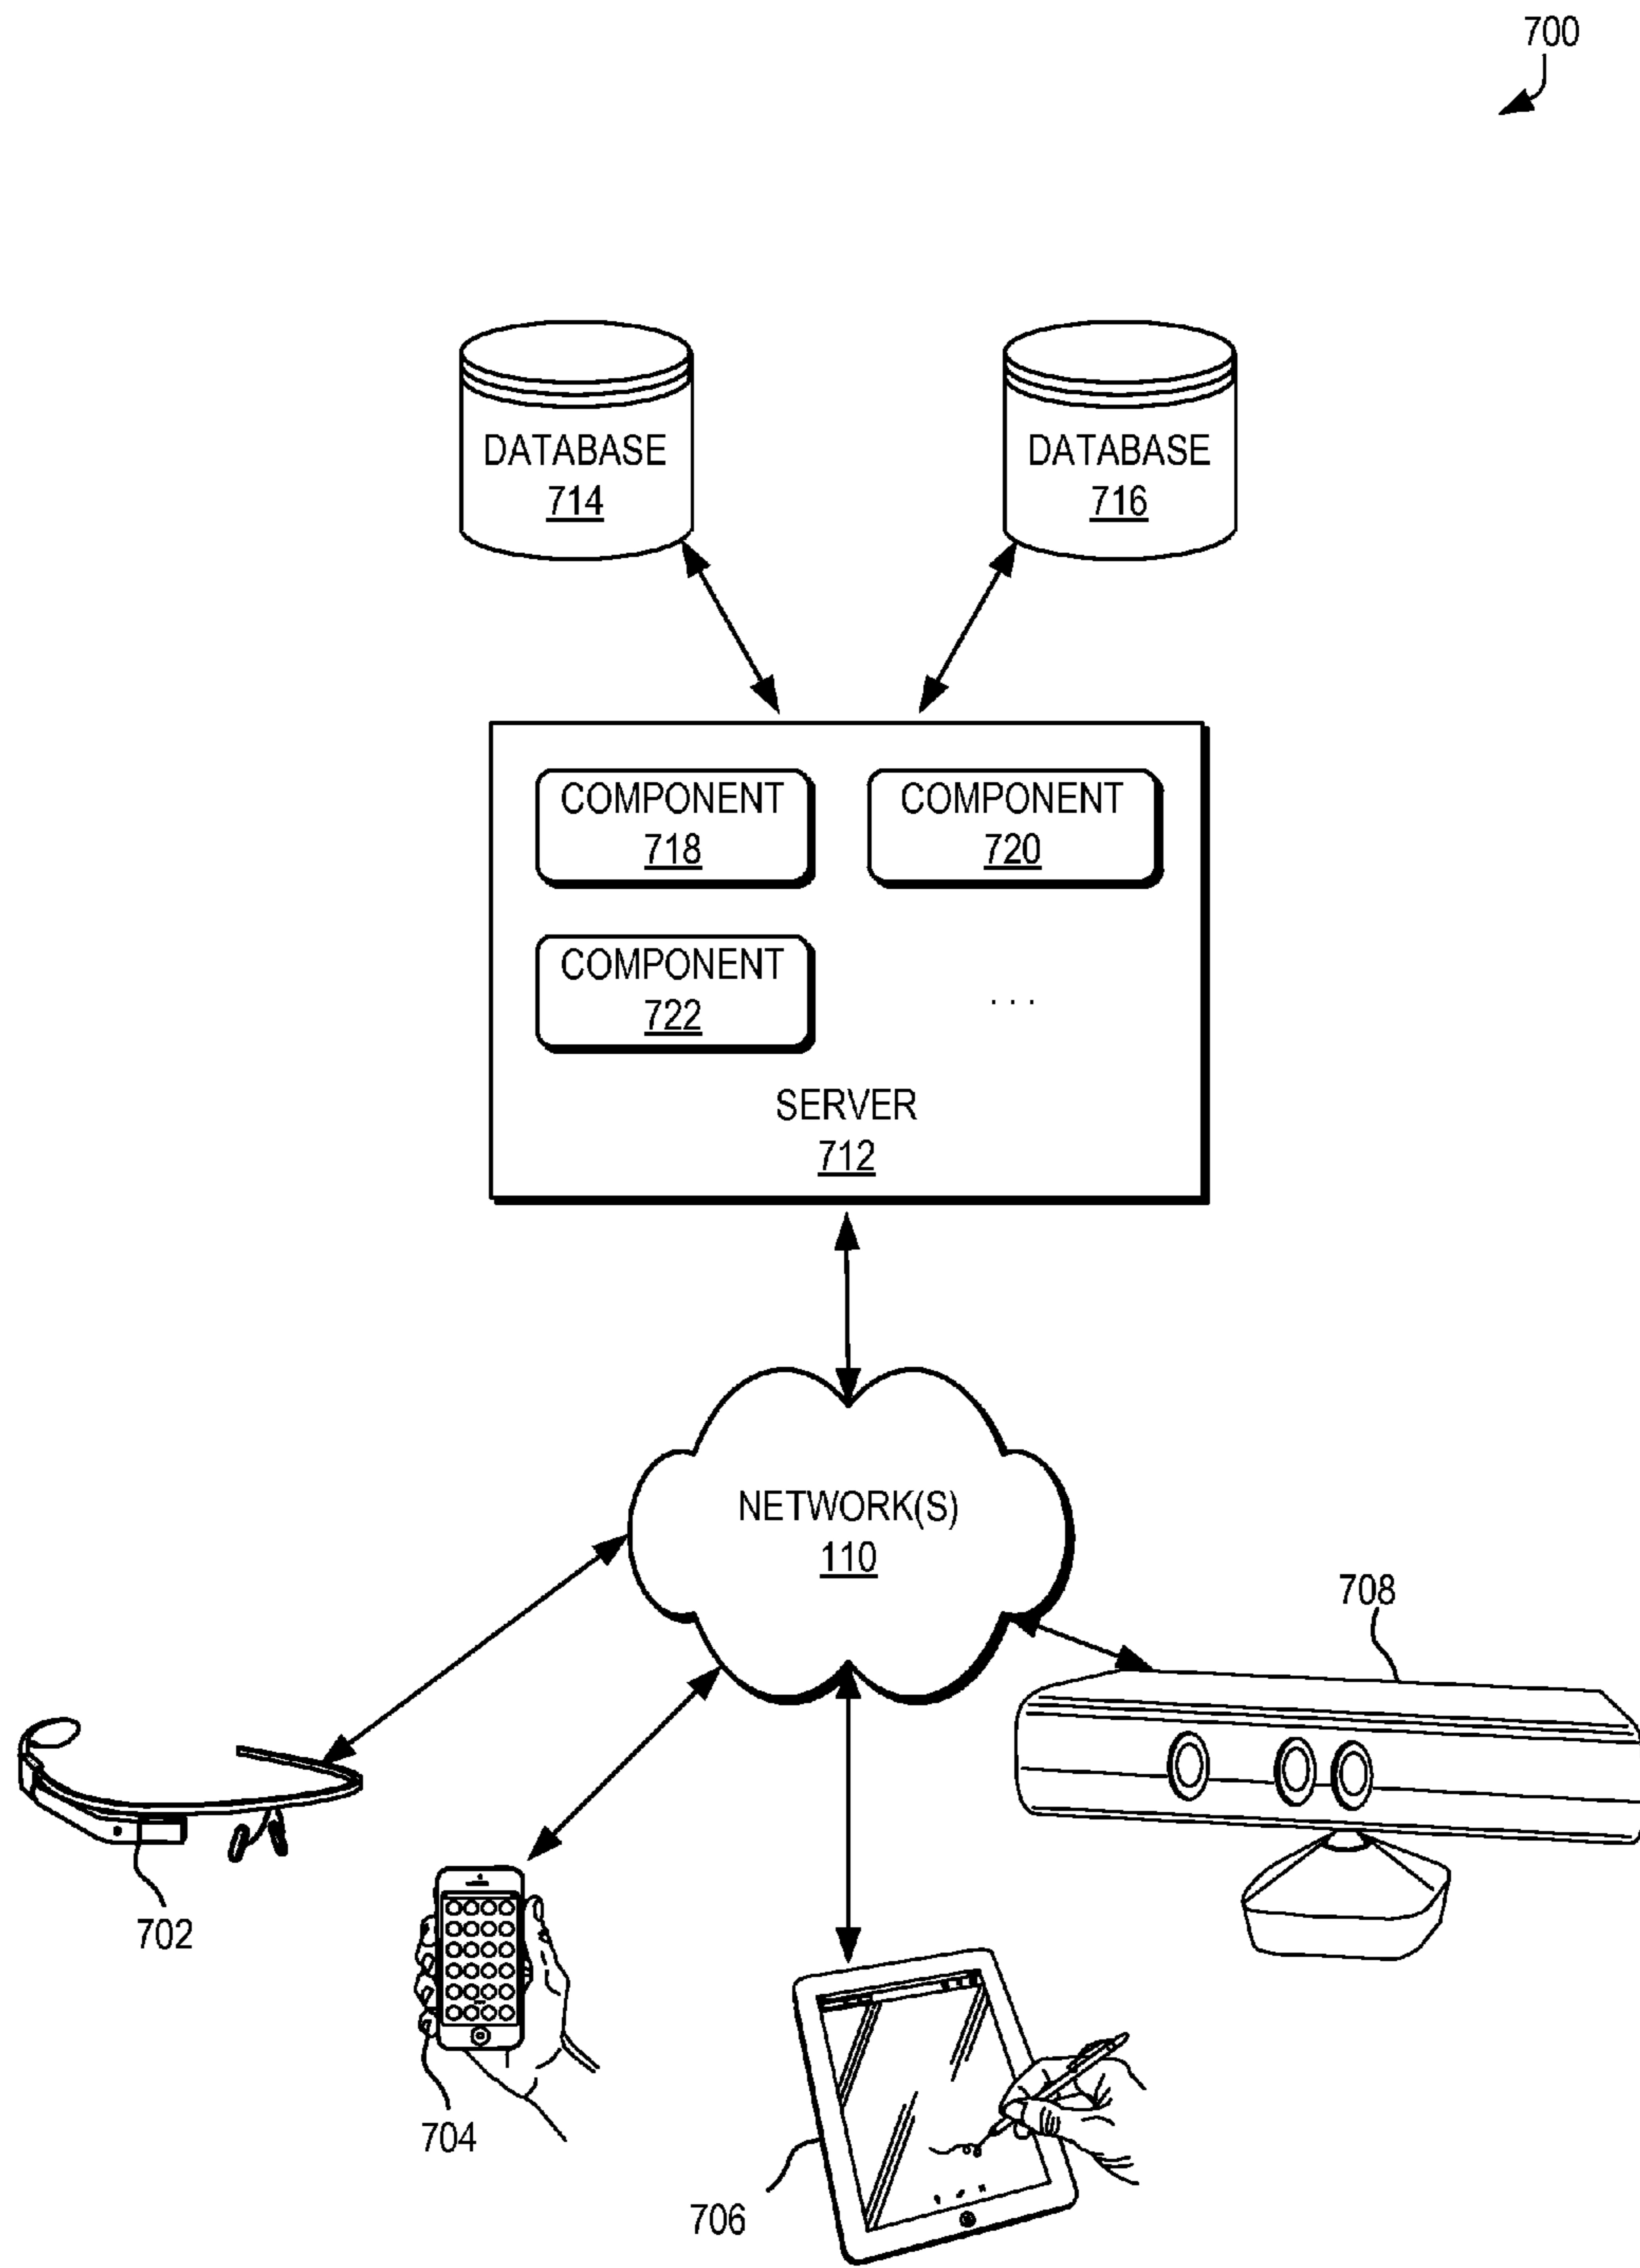 700
DATABASE
714
DATABASE
716
COMPONENT
718
COMPONENT
720
COMPONENT
722
. . .
SERVER
712
NETWORK(S)
110
708
702
704
706